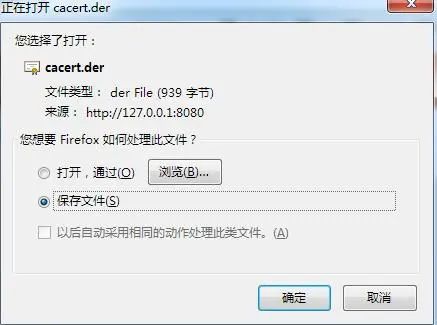 正在打开 cacert.der
您选择了打开：
cacert.der
文件类型： der File (939 字节)
来源： http://127.0.0.1:8080
您想要 Firefox 如何处理此文件？
打开，通过(O) 浏览(B)...
保存文件(S)
以后自动采用相同的动作处理此类文件。(A)
确定 取消